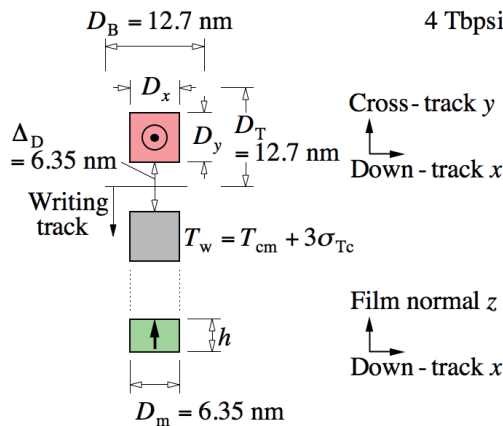 D_B = 12.7 nm
4 Tbpsi
D_x
Δ_D
= 6.35 nm
D_y
D_T
= 12.7 nm
Cross-track y
Down-track x
Writing
track
T_w = T_cm + 3σ_Tc
h
Film normal z
Down-track x
D_m = 6.35 nm